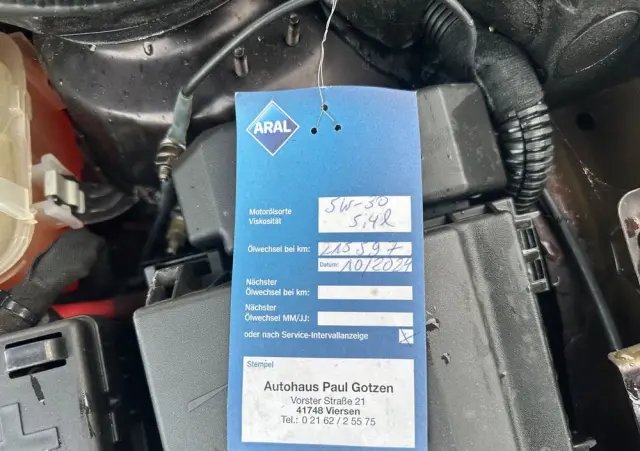 ARAL
Motorölsorte
Viskosität
5W-30
5,4l
Ölwechsel bei km:
215597
Datum: 10/2024
Nächster
Ölwechsel bei km:
Nächster
Ölwechsel MM/JJ:
oder nach Service-Intervallanzeige
Stempel
Autohaus Paul Gotzen
Vorster Straße 21
41748 Viersen
Tel.: 0 21 62 / 2 55 75